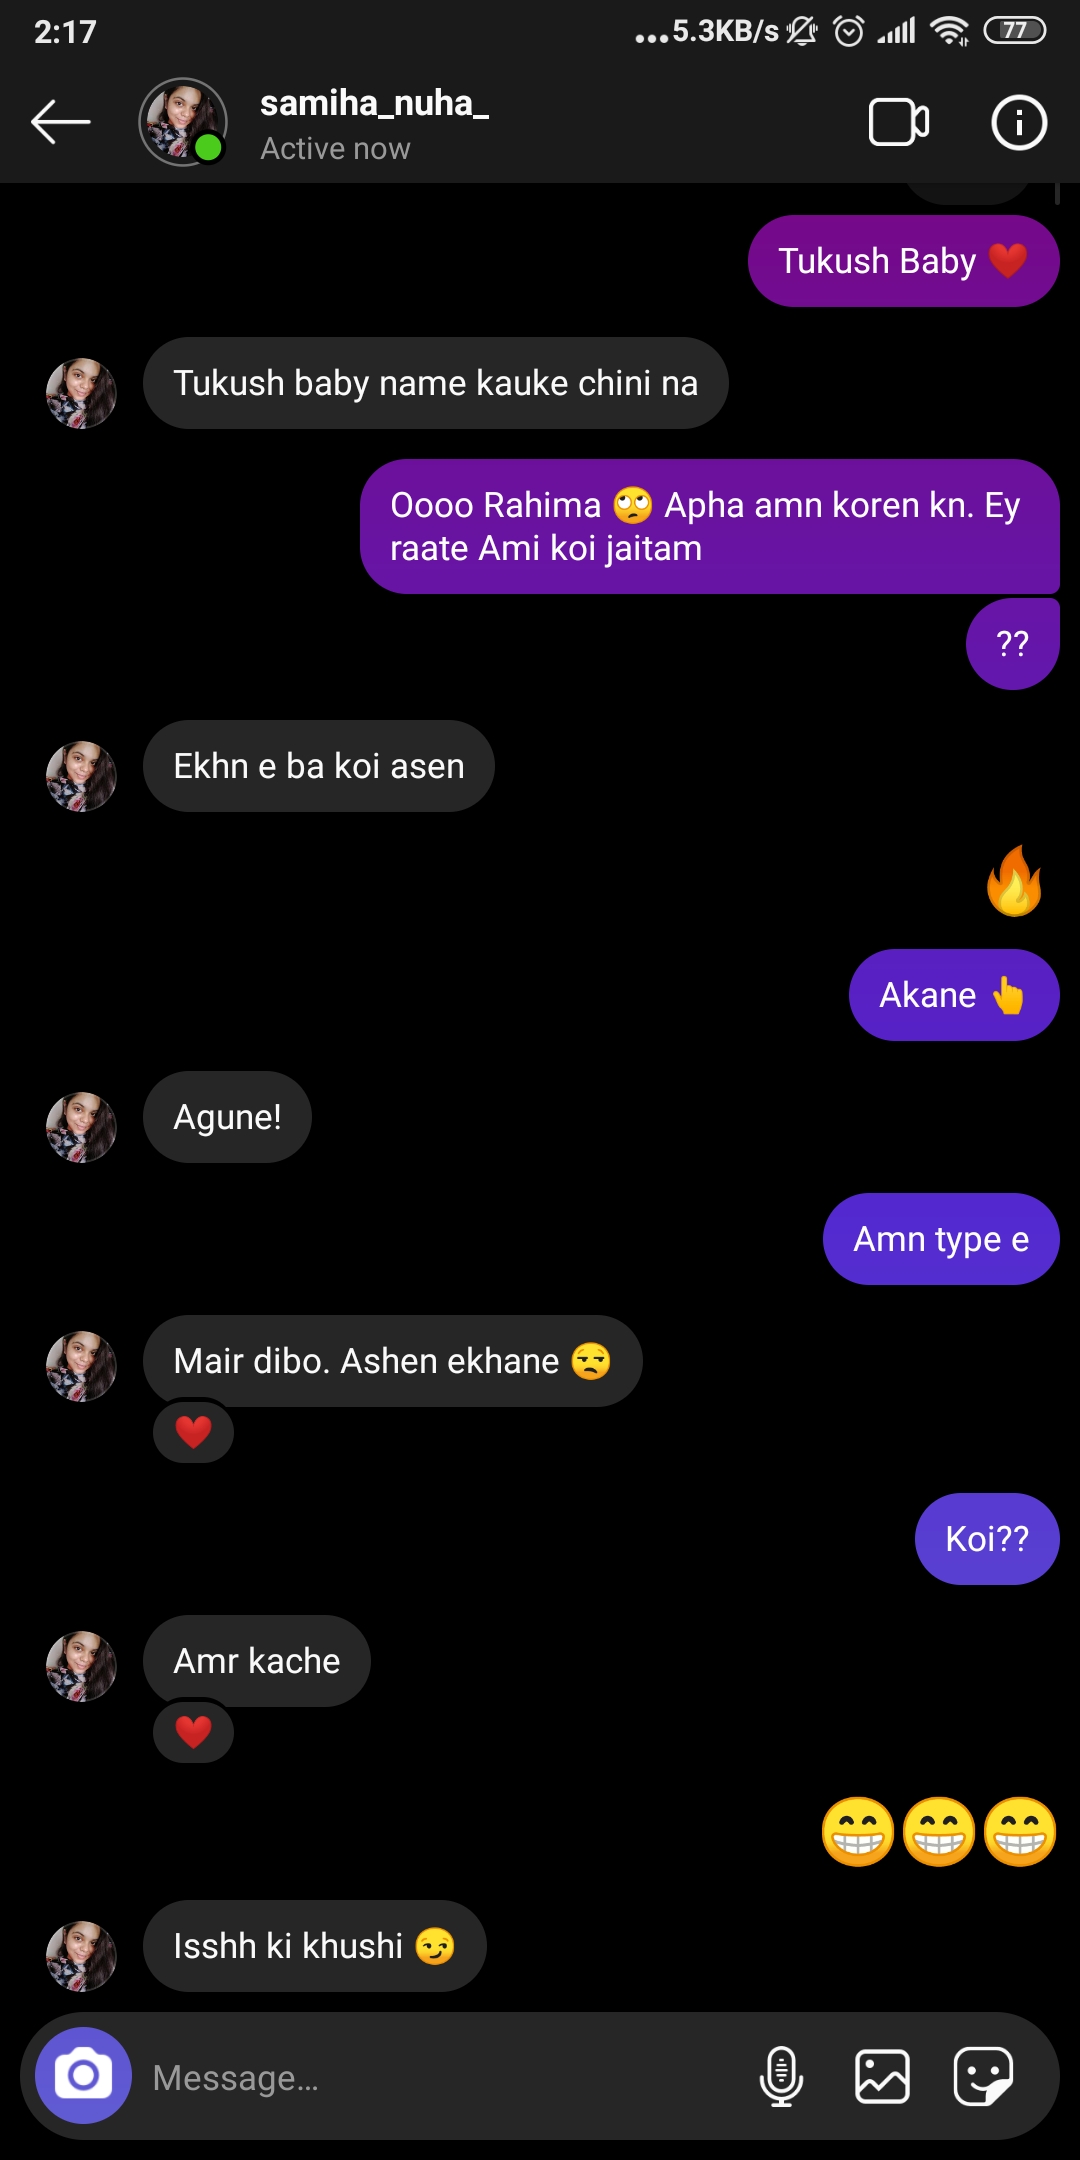 2:17
...5.3KB/s
77
samiha_nuha_
Active now
Tukush Baby ❤️
Tukush baby name kauke chini na
Oooo Rahima 🙄 Apha amn koren kn. Ey
raate Ami koi jaitam
??
Ekhn e ba koi asen
🔥
Akane 👆
Agune!
Amn type e
Mair dibo. Ashen ekhane 😒
❤️
Koi??
Amr kache
❤️
😁😁😁
Isshh ki khushi 😏
Message...